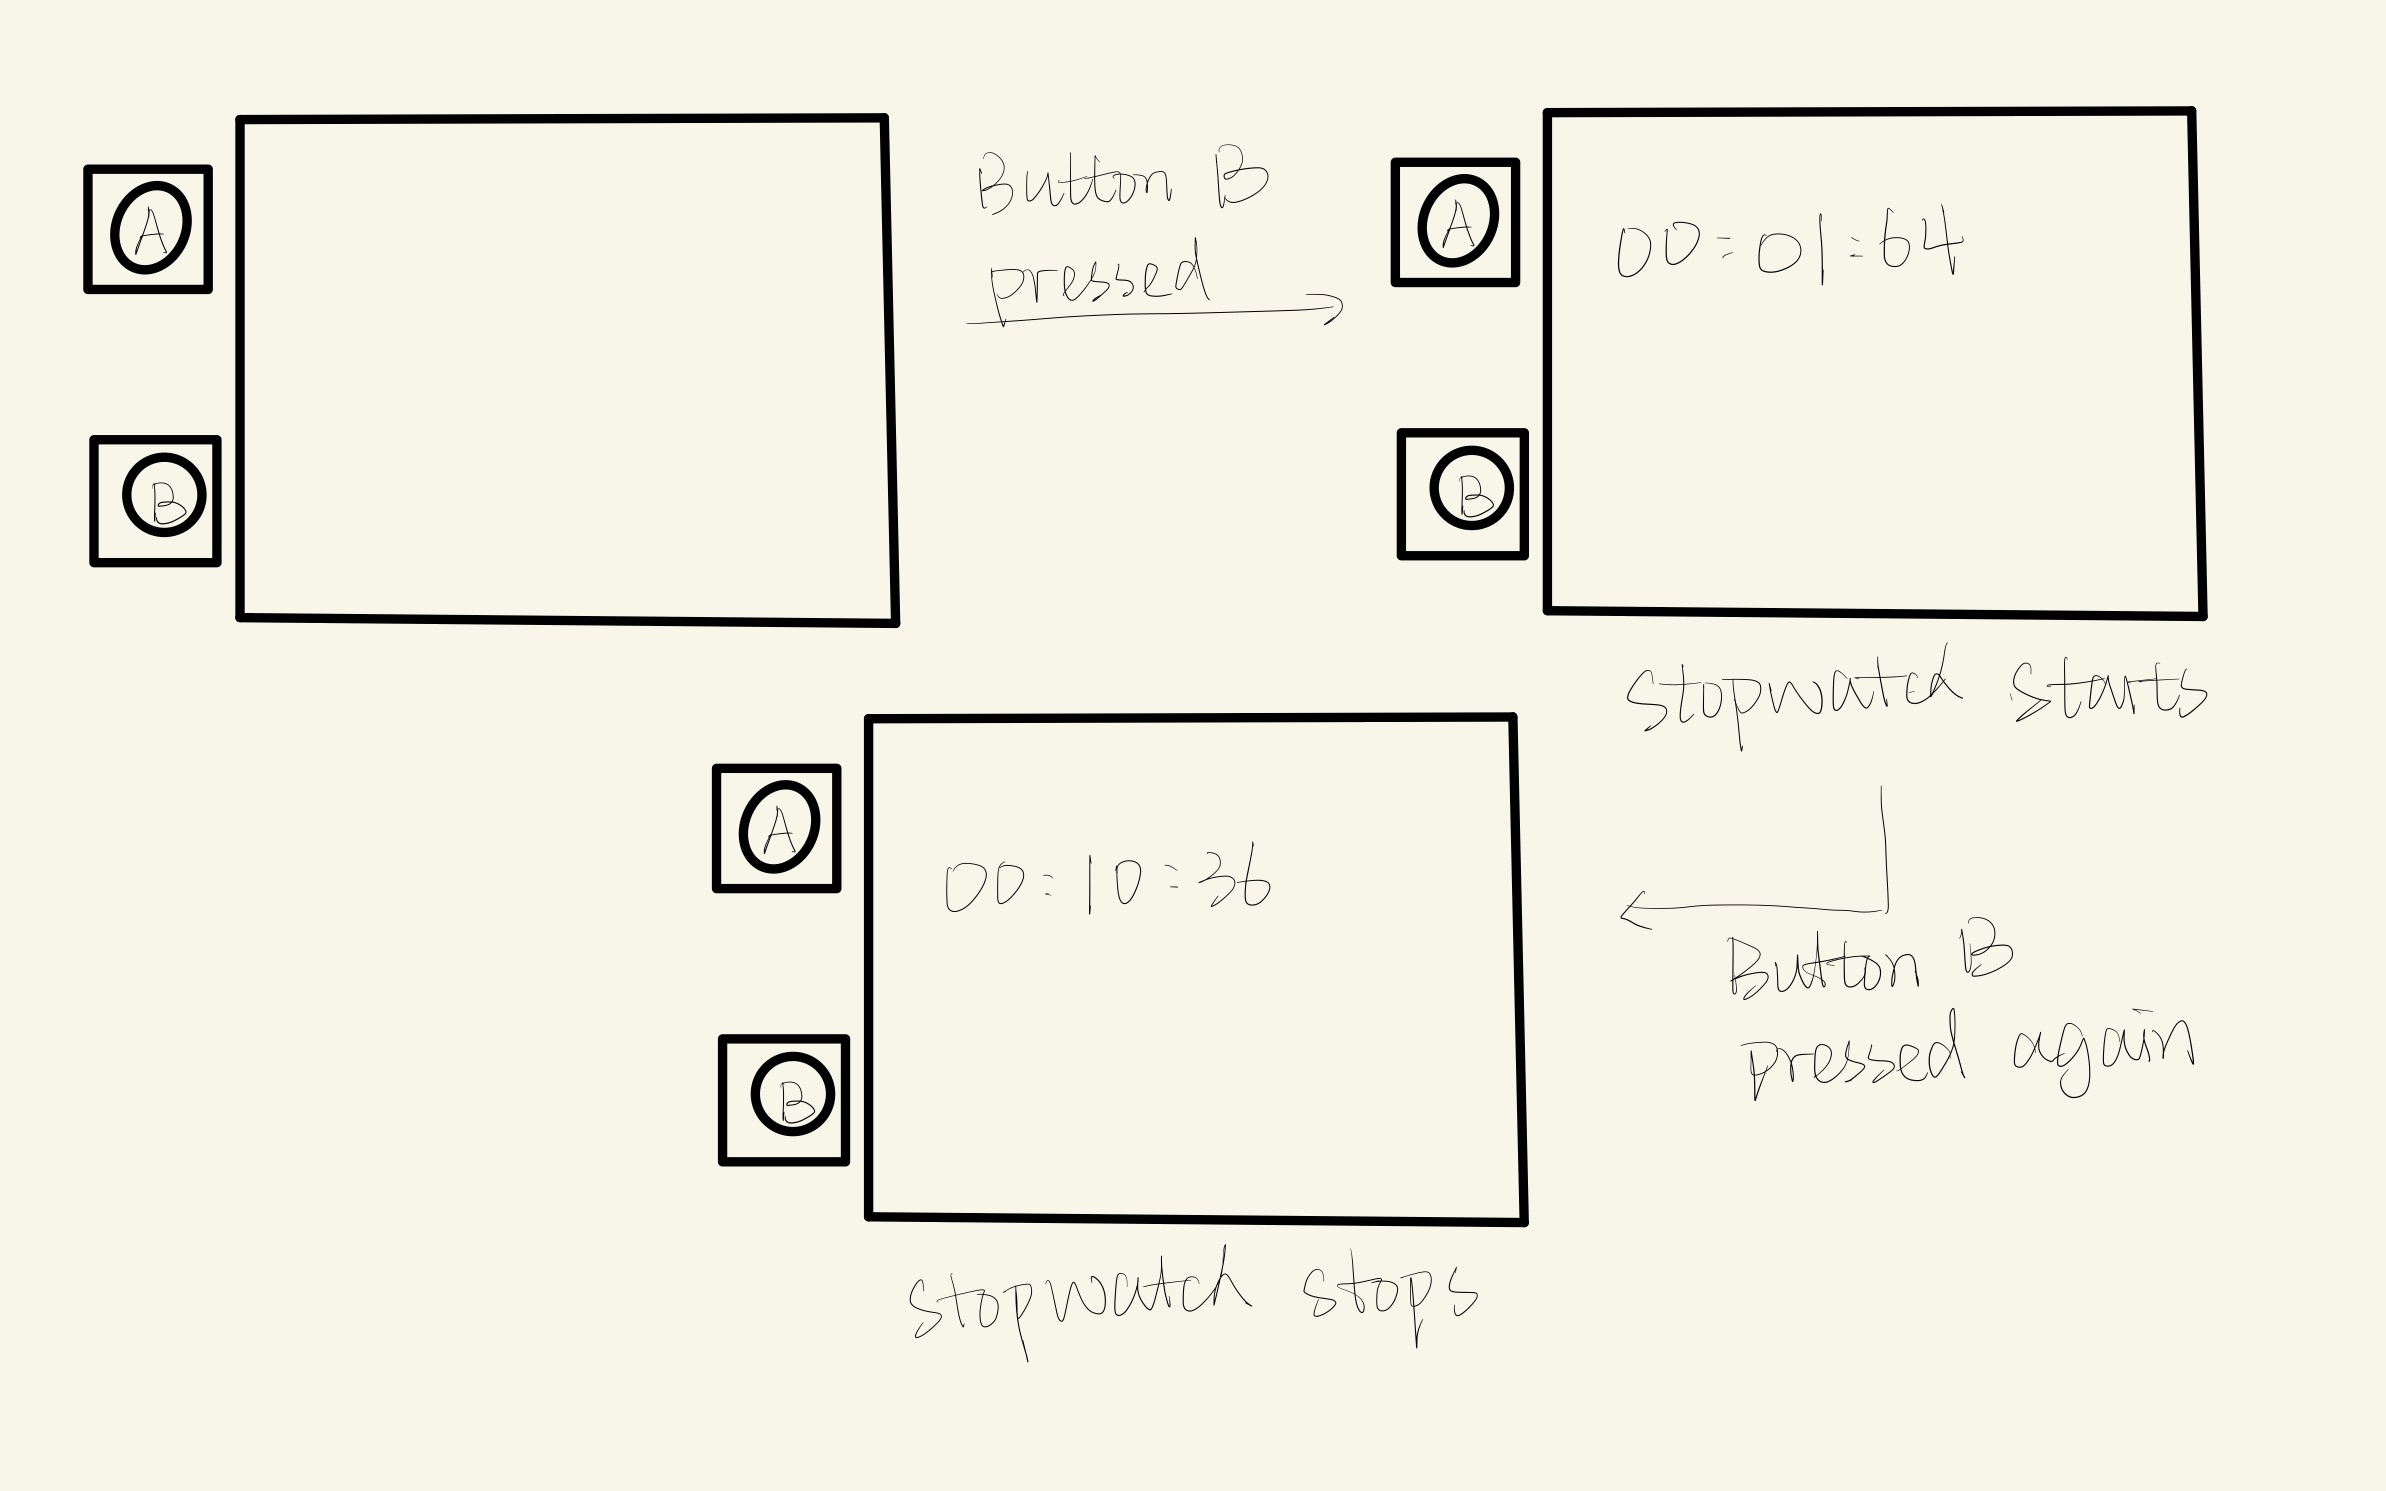 A
B
Button B
pressed
A
B
00:01:64
stopwatch starts
A
B
00:10:36
Button B
pressed again
stopwatch stops